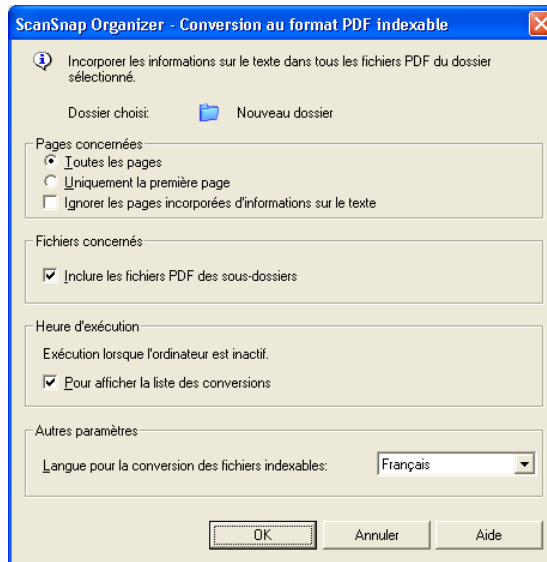 ScanSnap Organizer - Conversion au format PDF indexable
Incorporer les informations sur le texte dans tous les fichiers PDF du dossier
sélectionné.
Dossier choisi: Nouveau dossier
Pages concernées
Toutes les pages
Uniquement la première page
Ignorer les pages incorporées d'informations sur le texte
Fichiers concernés
Inclure les fichiers PDF des sous-dossiers
Heure d'exécution
Exécution lorsque l'ordinateur est inactif.
Pour afficher la liste des conversions
Autres paramètres
Langue pour la conversion des fichiers indexables: Français
OK Annuler Aide